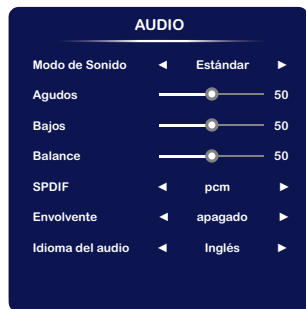 AUDIO
Modo de Sonido ◄ Estándar ►
Agudos 50
Bajos 50
Balance 50
SPDIF ◄ pcm ►
Envolvente ◄ apagado ►
Idioma del audio ◄ Inglés ►